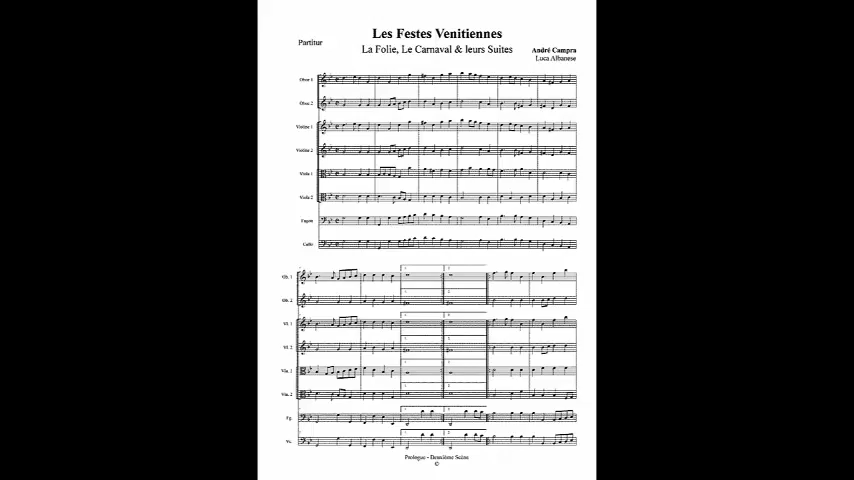 Les Festes Venitiennes
Partitur
La Folie, Le Carnaval & leurs Suites
André Campra
Luca Albanese
Oboe 1
Oboe 2
Violino 1
Violino 2
Viola 1
Viola 2
Fagott
Cello
Ob. 1
Ob. 2
Vl. 1
Vl. 2
Vla. 1
Vla. 2
Fg.
Vc.
Prologue - Deuxième Scène
©